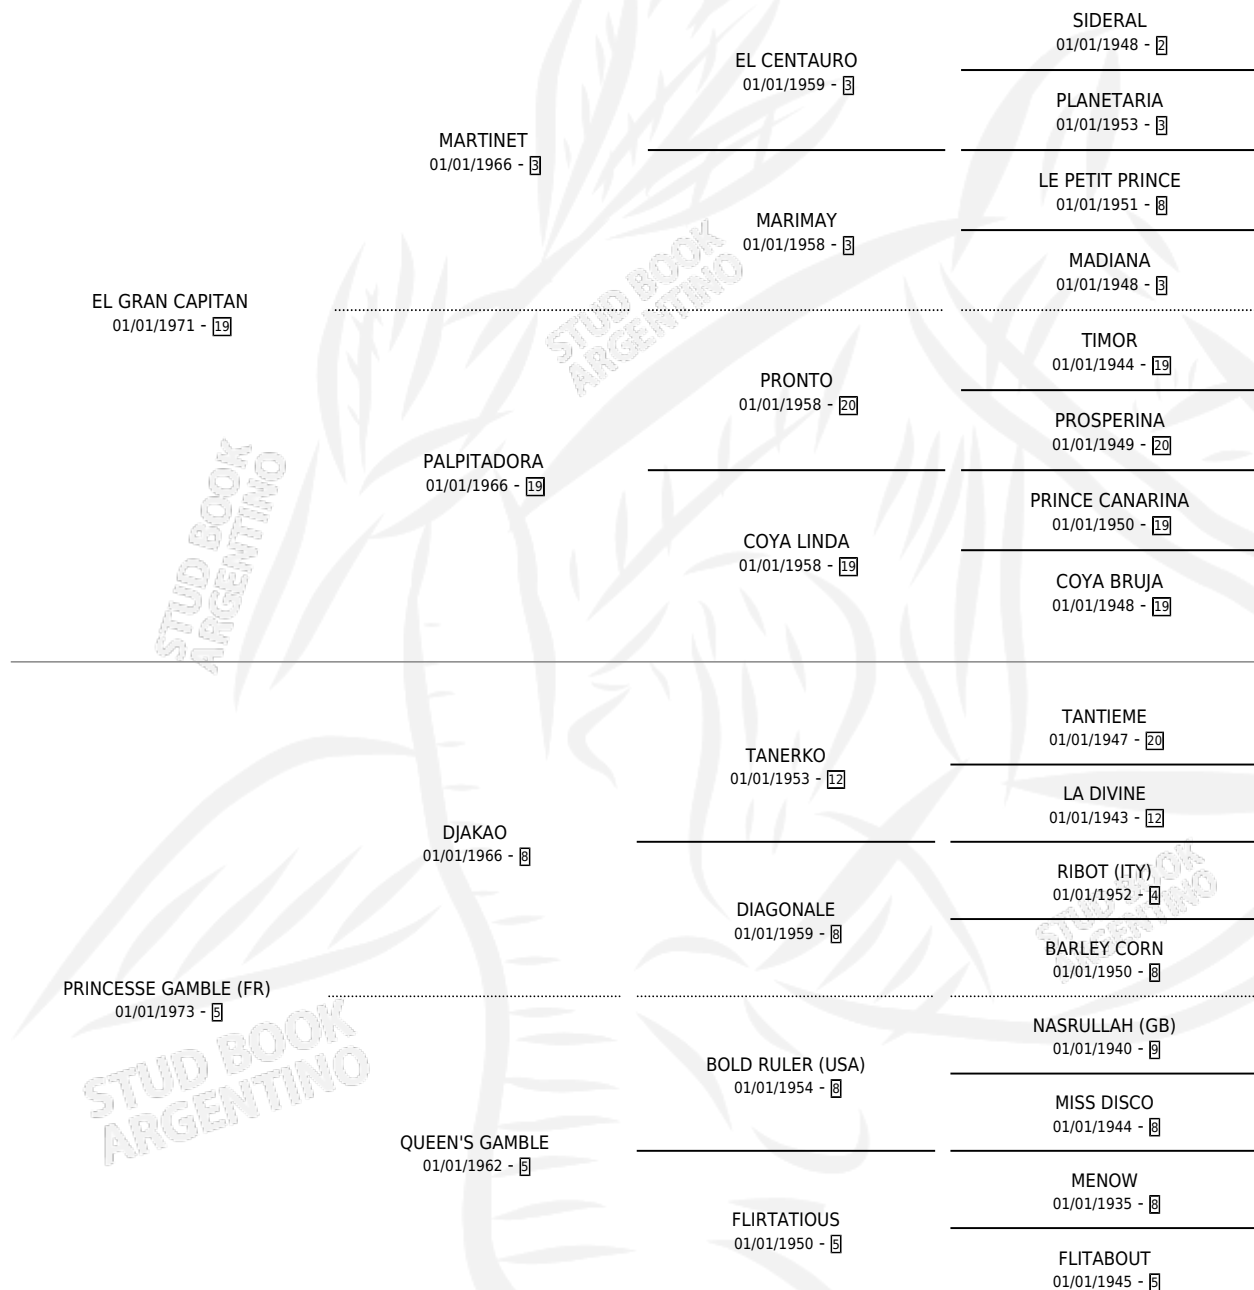 SIDERAL
01/01/1948 - 2
EL CENTAURO
01/01/1959 - 3
PLANETARIA
01/01/1953 - 3
MARTINET
01/01/1966 - 3
LE PETIT PRINCE
01/01/1951 - 8
MARIMAY
01/01/1958 - 3
MADIANA
01/01/1948 - 3
EL GRAN CAPITAN
01/01/1971 - 19
TIMOR
01/01/1944 - 19
PRONTO
01/01/1958 - 20
PROSPERINA
01/01/1949 - 20
PALPITADORA
01/01/1966 - 19
PRINCE CANARINA
01/01/1950 - 19
COYA LINDA
01/01/1958 - 19
COYA BRUJA
01/01/1948 - 19
TANTIEME
01/01/1947 - 20
TANERKO
01/01/1953 - 12
LA DIVINE
01/01/1943 - 12
DJAKAO
01/01/1966 - 8
RIBOT (ITY)
01/01/1952 - 4
DIAGONALE
01/01/1959 - 8
BARLEY CORN
01/01/1950 - 8
PRINCESSE GAMBLE (FR)
01/01/1973 - 5
NASRULLAH (GB)
01/01/1940 - 9
BOLD RULER (USA)
01/01/1954 - 8
MISS DISCO
01/01/1944 - 8
QUEEN'S GAMBLE
01/01/1962 - 5
MENOW
01/01/1935 - 8
FLIRTATIOUS
01/01/1950 - 5
FLITABOUT
01/01/1945 - 5
STUD BOOK
ARGENTINO
STUD BOOK
ARGENTINO
STUD BOOK
ARGENTINO
STUD BOOK
ARGENTINO